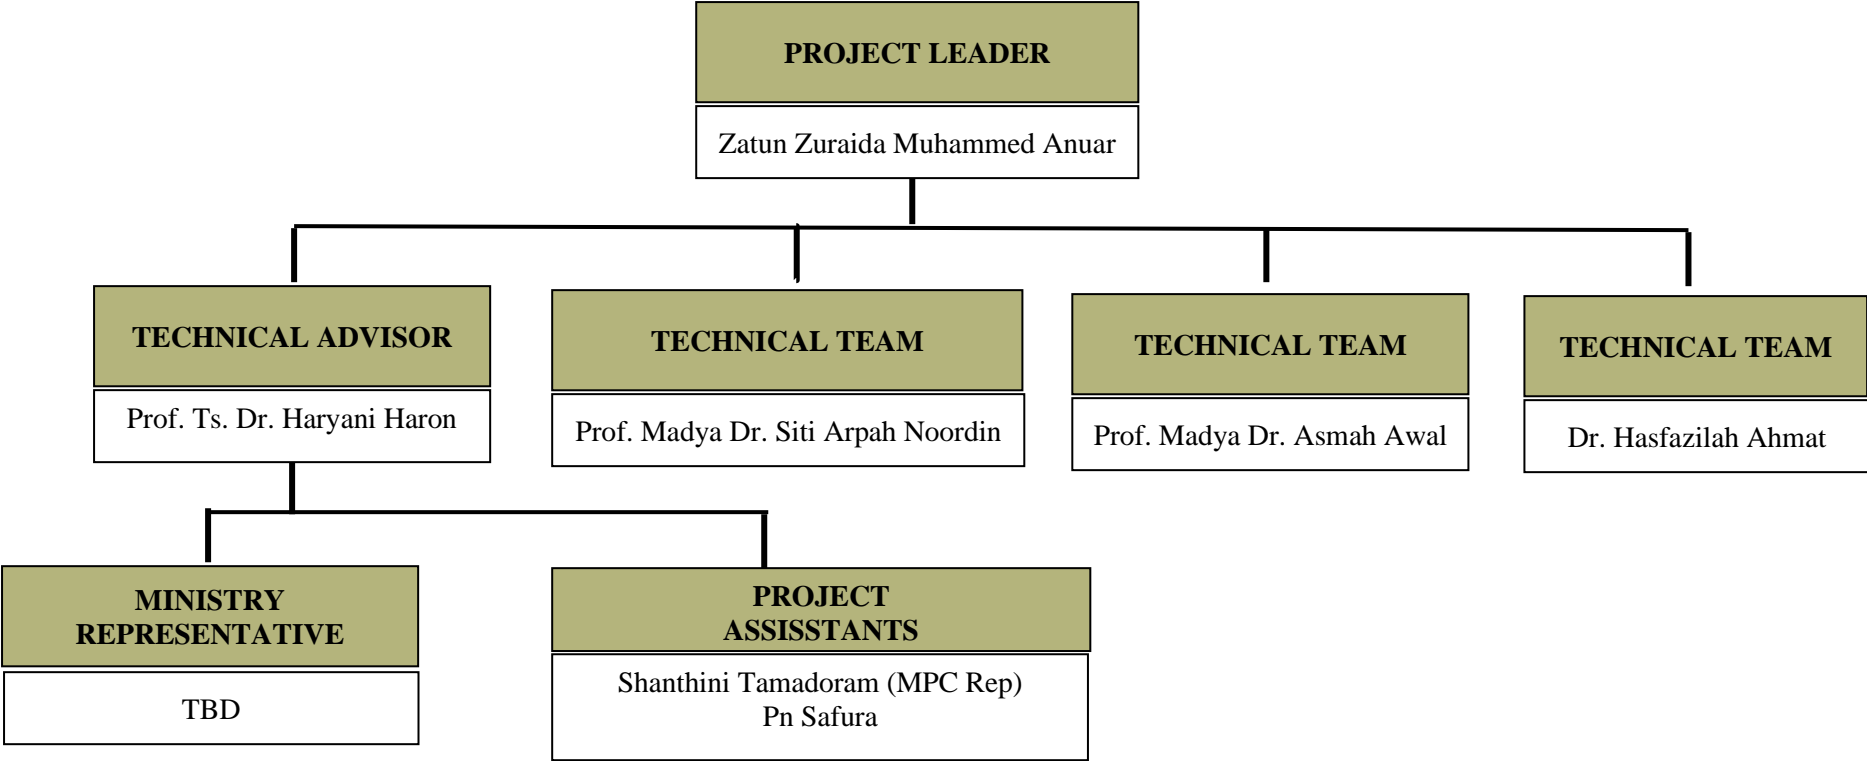 PROJECT LEADER
Zatun Zuraida Muhammed Anuar
TECHNICAL ADVISOR
Prof. Ts. Dr. Haryani Haron
TECHNICAL TEAM
Prof. Madya Dr. Siti Arpah Noordin
TECHNICAL TEAM
Prof. Madya Dr. Asmah Awal
TECHNICAL TEAM
Dr. Hasfazilah Ahmat
MINISTRY
REPRESENTATIVE
TBD
PROJECT
ASSISSTANTS
Shanthini Tamadoram (MPC Rep)
Pn Safura